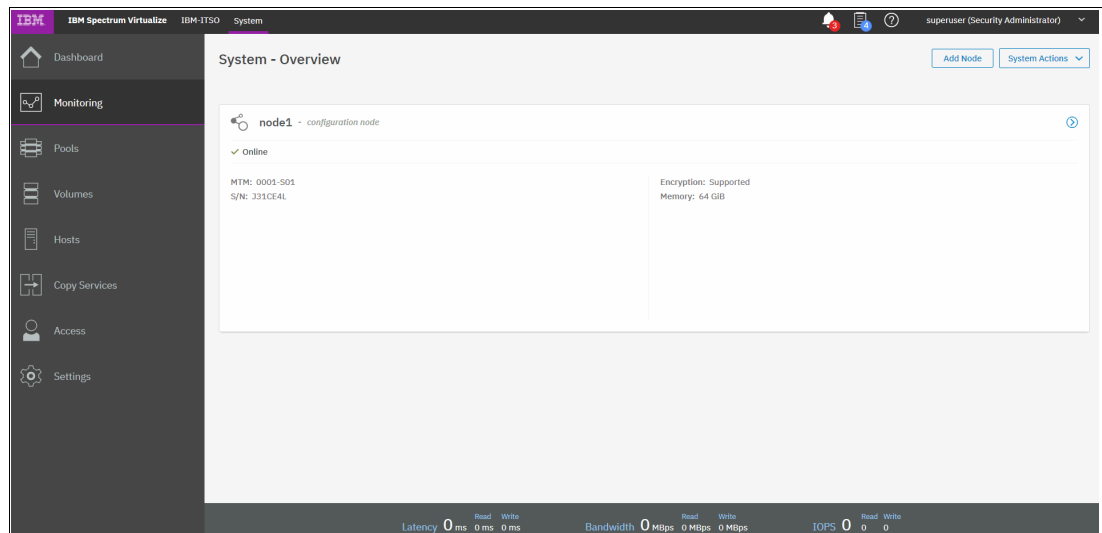 IBM IBM Spectrum Virtualize IBM-ITSO System 3 4 ? superuser (Security Administrator)
Dashboard
Monitoring
Pools
Volumes
Hosts
Copy Services
Access
Settings
System - Overview
Add Node System Actions
node1 - configuration node
Online
MTM: 0001-S01
S/N: J31CE4L
Encryption: Supported
Memory: 64 GiB
Read Write
Latency 0 ms 0 ms 0 ms
Read Write
Bandwidth 0 MBps 0 MBps 0 MBps
Read Write
IOPS 0 0 0